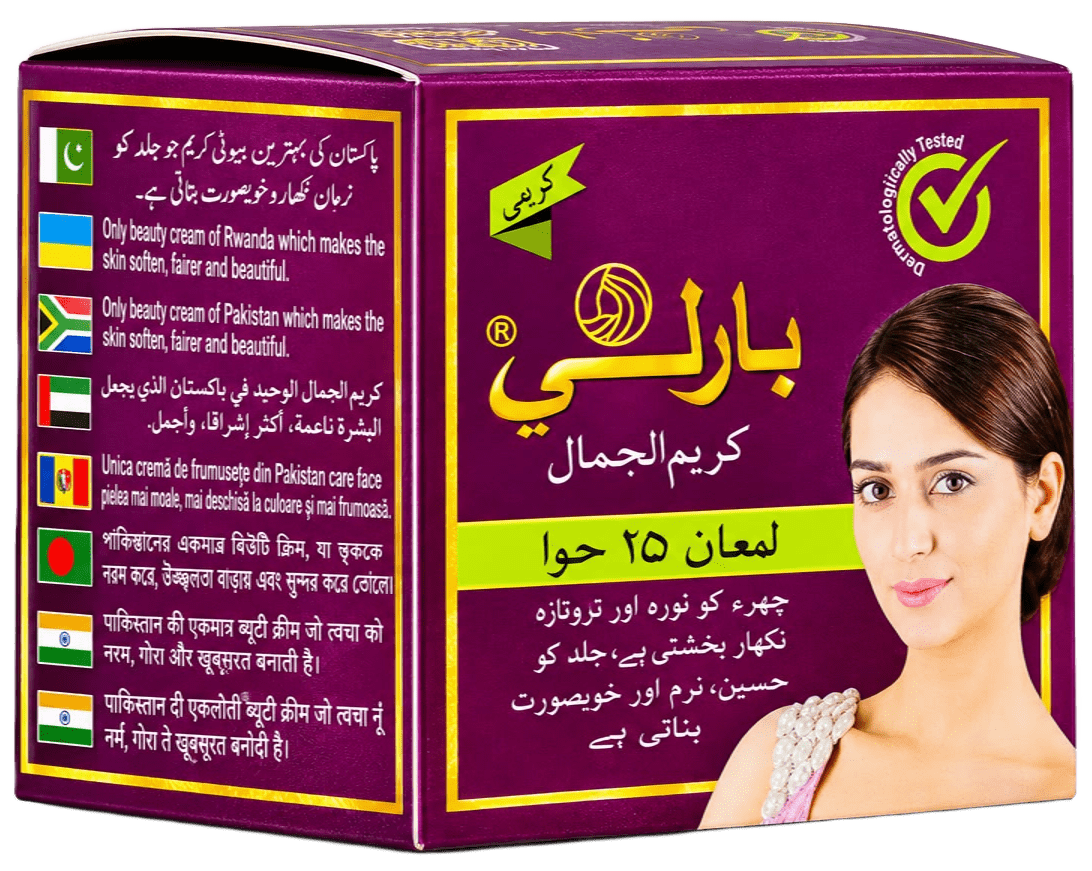 پاکستان کی بہترین بیوٹی کریم جو جلد کو
نرمان نکھار و خوبصورت بتاتی ہے۔
Only beauty cream of Rwanda which makes the
skin soften, fairer and beautiful.
Only beauty cream of Pakistan which makes the
skin soften, fairer and beautiful.
كريم الجمال الوحيد في باكستان الذي يجعل
البشرة ناعمة، أكثر إشراقا، وأجمل.
Unica cremă de frumusețe din Pakistan care face
pielea mai moale, mai deschisă la culoare și mai frumoasă.
পাকিস্তানের একমাত্র বিউটি ক্রিম, যা ত্বককে
নরম করে, উজ্জ্বলতা বাড়ায় এবং সুন্দর করে তোলে।
पाकिस्तान की एकमात्र ब्यूटी क्रीम जो त्वचा को
नरम, गोरा और खूबसूरत बनाती है।
पाकिस्तान दी एकलोती ब्यूटी क्रीम जो त्वचा नूं
नर्म, गोरा ते खूबसूरत बनोदी है।
Dermatologically Tested
کریمی
بارلي ®
كريم الجمال
لمعان ۲۵ حوا
چھرء کو نورہ اور تروتازہ
نکھار بخشتی ہے، جلد کو
حسین، نرم اور خوبصورت
بناتی ہے